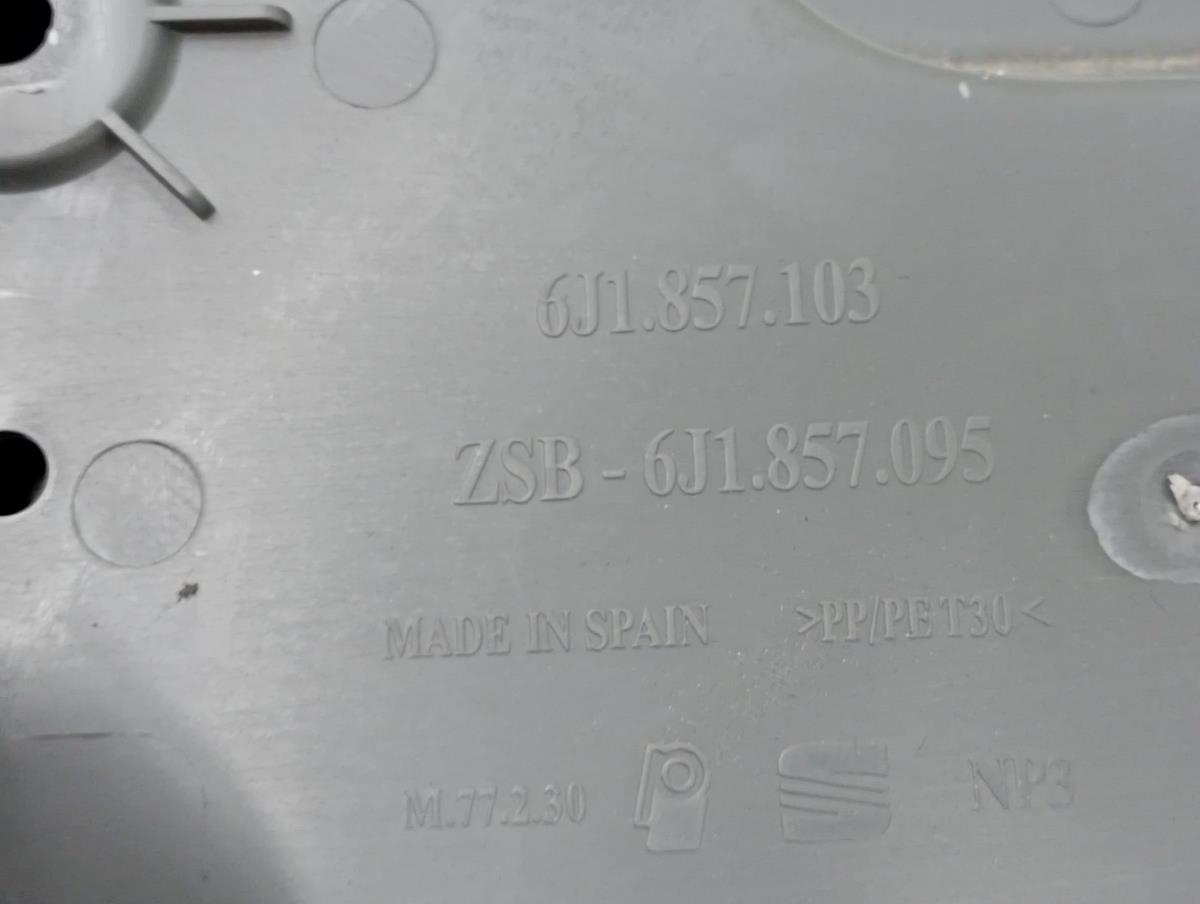 6J1.857.103
ZSB - 6J1.857.095
MADE IN SPAIN >PP/PE T30<
M.77.2.30 NP3